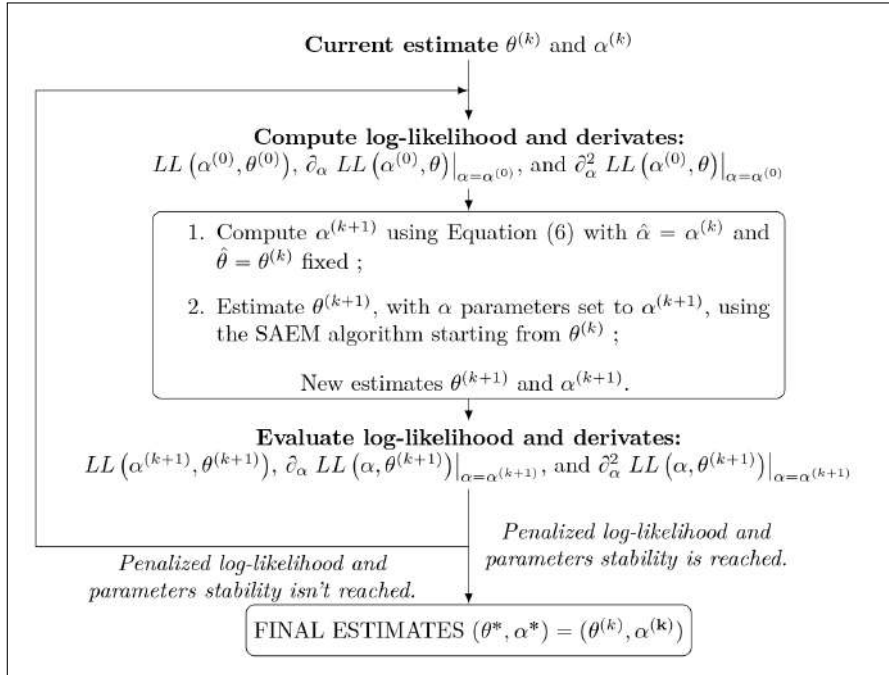 Current estimate θ^(k) and α^(k)
Compute log-likelihood and derivates:
LL(α^(0), θ^(0)), ∂_α LL(α^(0), θ)|_{α=α^(0)}, and ∂²_α LL(α^(0), θ)|_{α=α^(0)}
1. Compute α^(k+1) using Equation (6) with α̂ = α^(k) and
θ̂ = θ^(k) fixed ;
2. Estimate θ^(k+1), with α parameters set to α^(k+1), using
the SAEM algorithm starting from θ^(k) ;
New estimates θ^(k+1) and α^(k+1).
Evaluate log-likelihood and derivates:
LL(α^(k+1), θ^(k+1)), ∂_α LL(α, θ^(k+1))|_{α=α^(k+1)}, and ∂²_α LL(α, θ^(k+1))|_{α=α^(k+1)}
Penalized log-likelihood and
parameters stability is reached.
Penalized log-likelihood and
parameters stability isn't reached.
FINAL ESTIMATES (θ*, α*) = (θ^(k), α^(k))